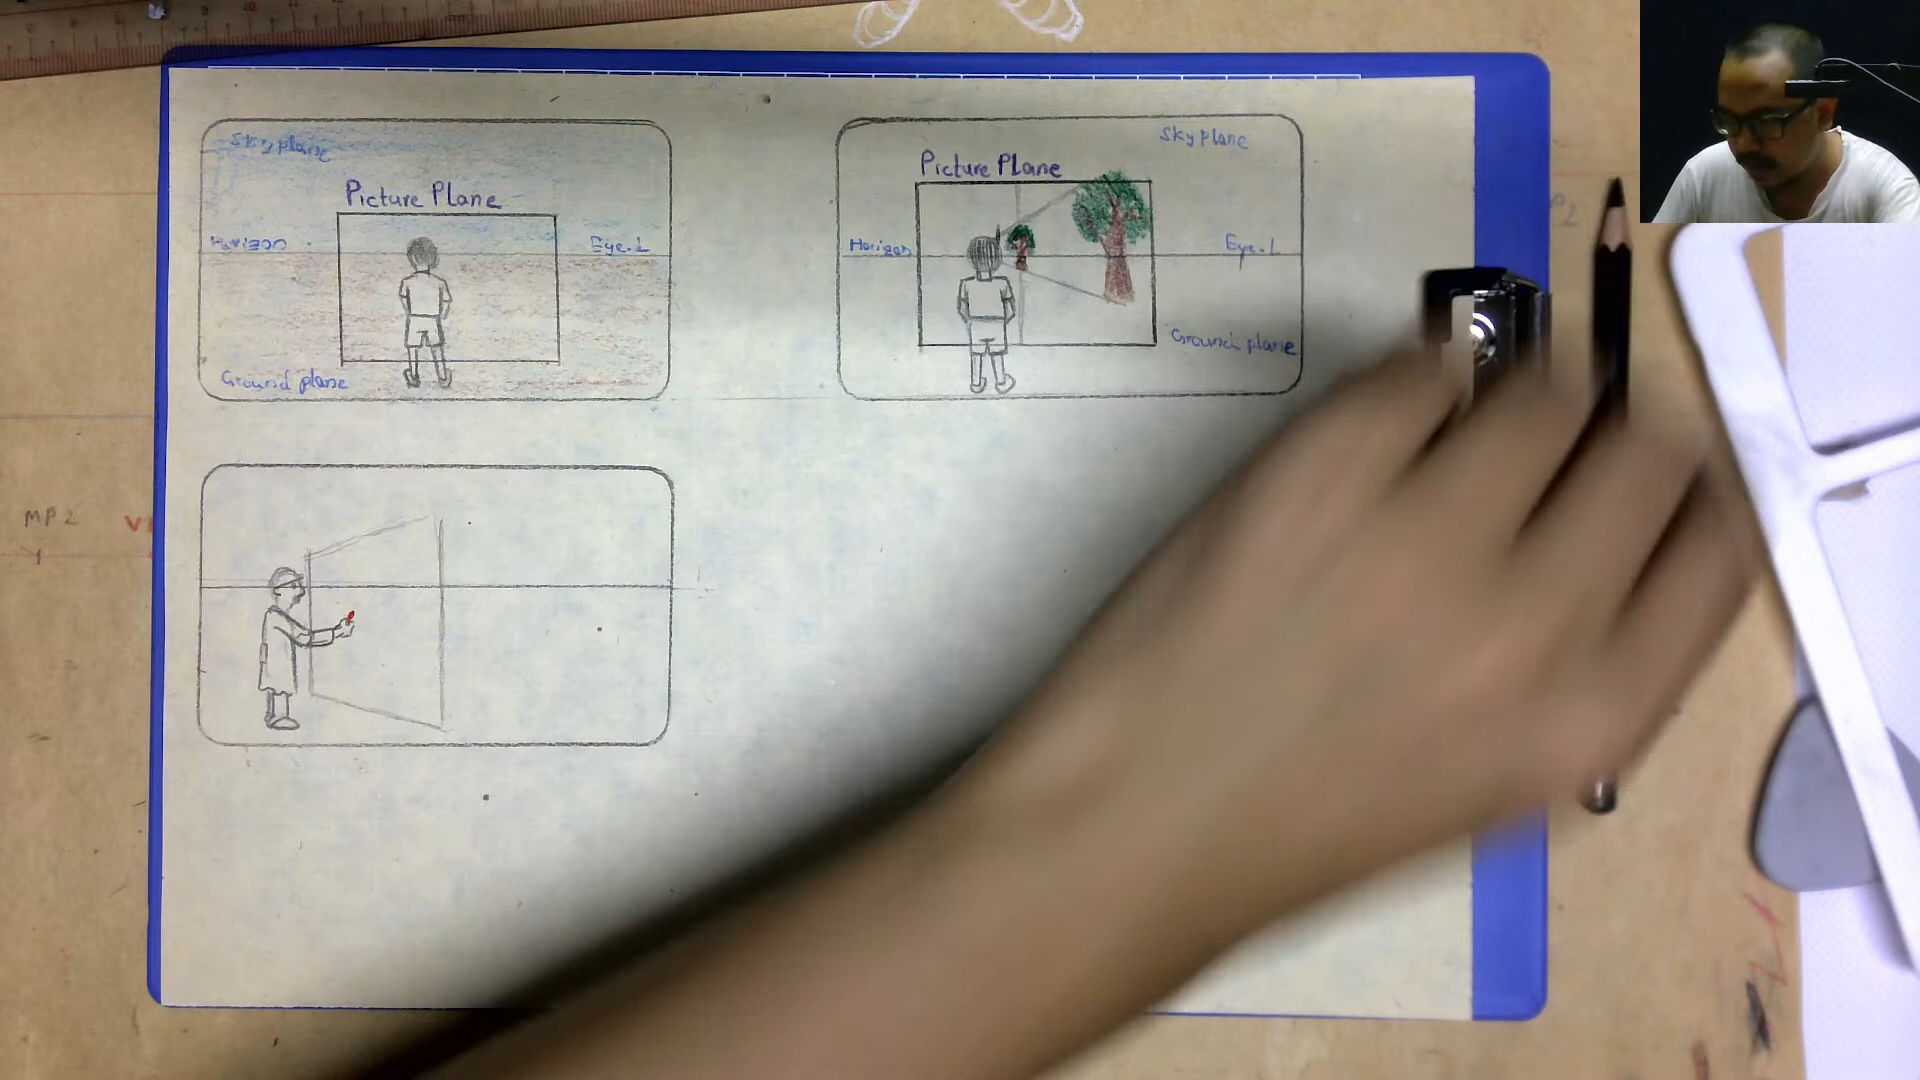 Sky plane
Picture Plane
Horizon
Eye.L
Ground plane
Sky plane
Picture Plane
Horizon
Eye.L
Ground plane
MP2